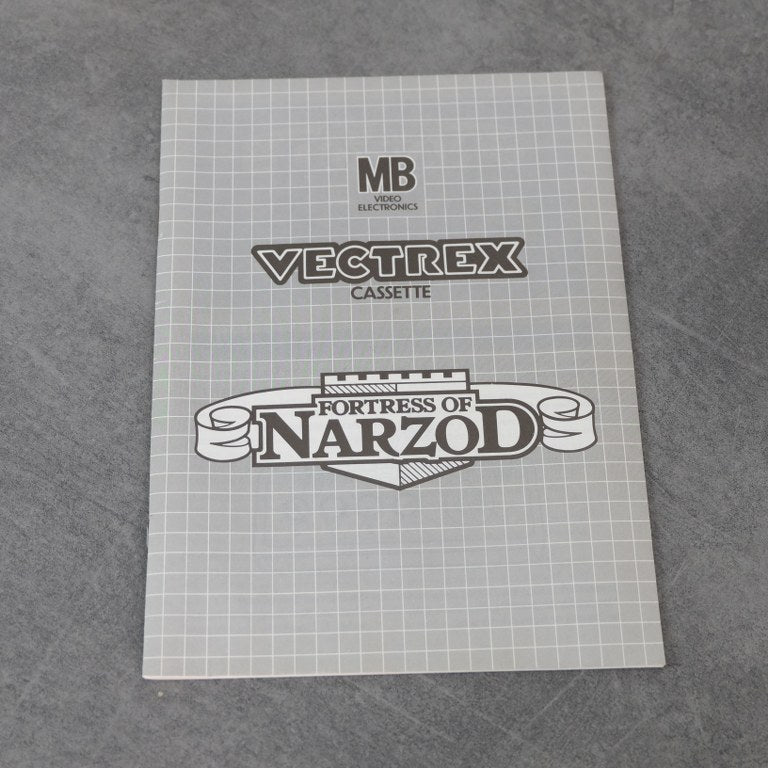 MB
VIDEO
ELECTRONICS
VECTREX
CASSETTE
FORTRESS OF
NARZOD